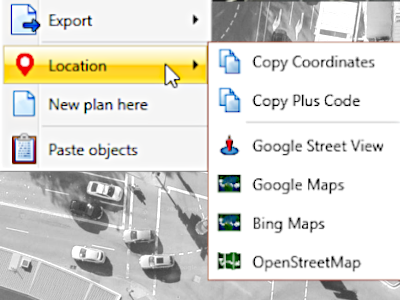 Export
Location
New plan here
Paste objects
Copy Coordinates
Copy Plus Code
Google Street View
Google Maps
Bing Maps
OpenStreetMap